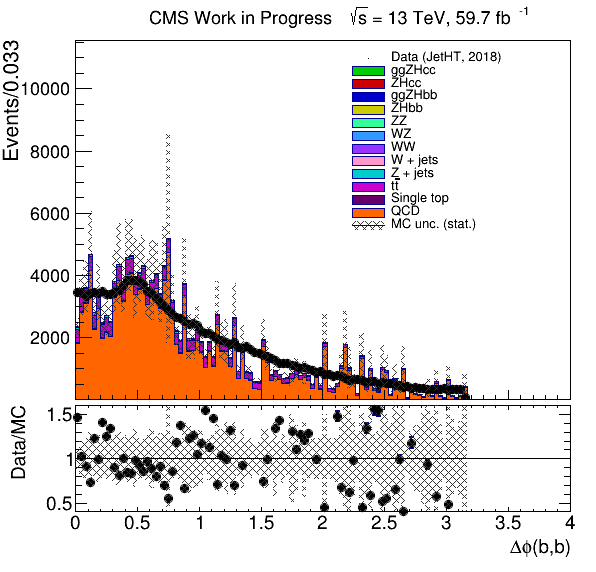 CMS Work in Progress √s = 13 TeV, 59.7 fb⁻¹
Events/0.033
10000
8000
6000
4000
2000
Data (JetHT, 2018)
ggZHcc
ZHcc
ggZHbb
ZHbb
ZZ
WZ
WW
W + jets
Z + jets
tt̅
Single top
QCD
MC unc. (stat.)
Data/MC
1.5
1
0.5
0 0.5 1 1.5 2 2.5 3 3.5 4
Δϕ(b,b)